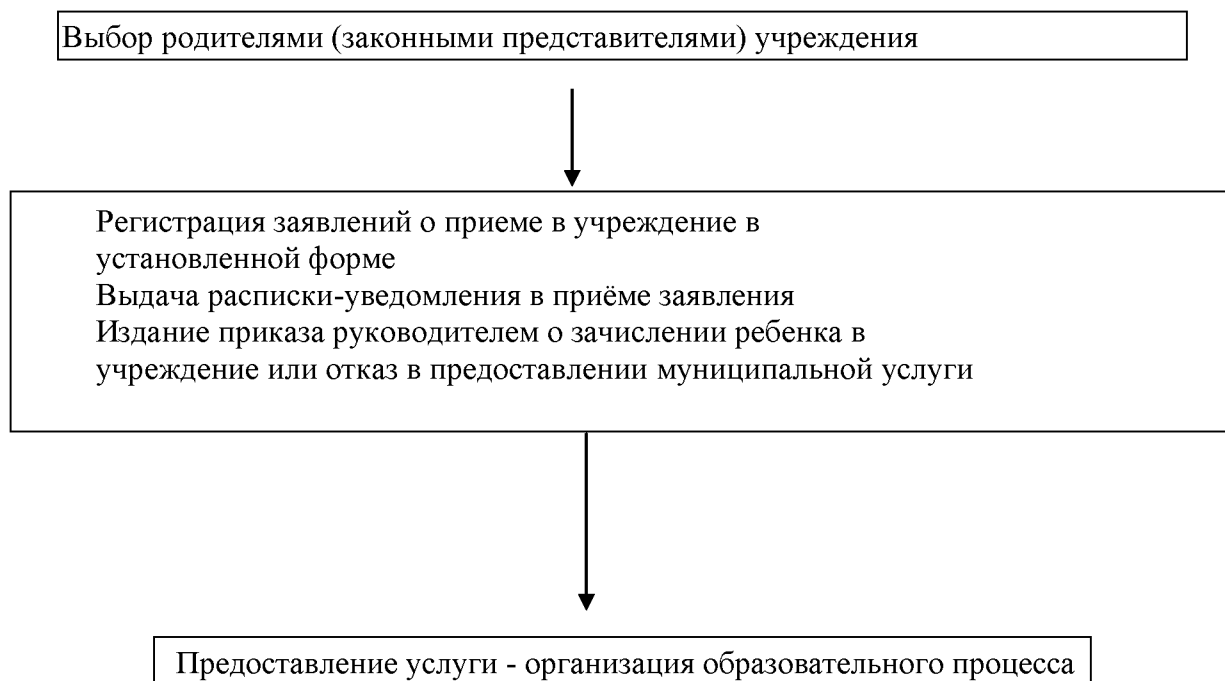 Выбор родителями (законными представителями) учреждения
Регистрация заявлений о приеме в учреждение в
установленной форме
Выдача расписки-уведомления в приёме заявления
Издание приказа руководителем о зачислении ребенка в
учреждение или отказ в предоставлении муниципальной услуги
Предоставление услуги - организация образовательного процесса